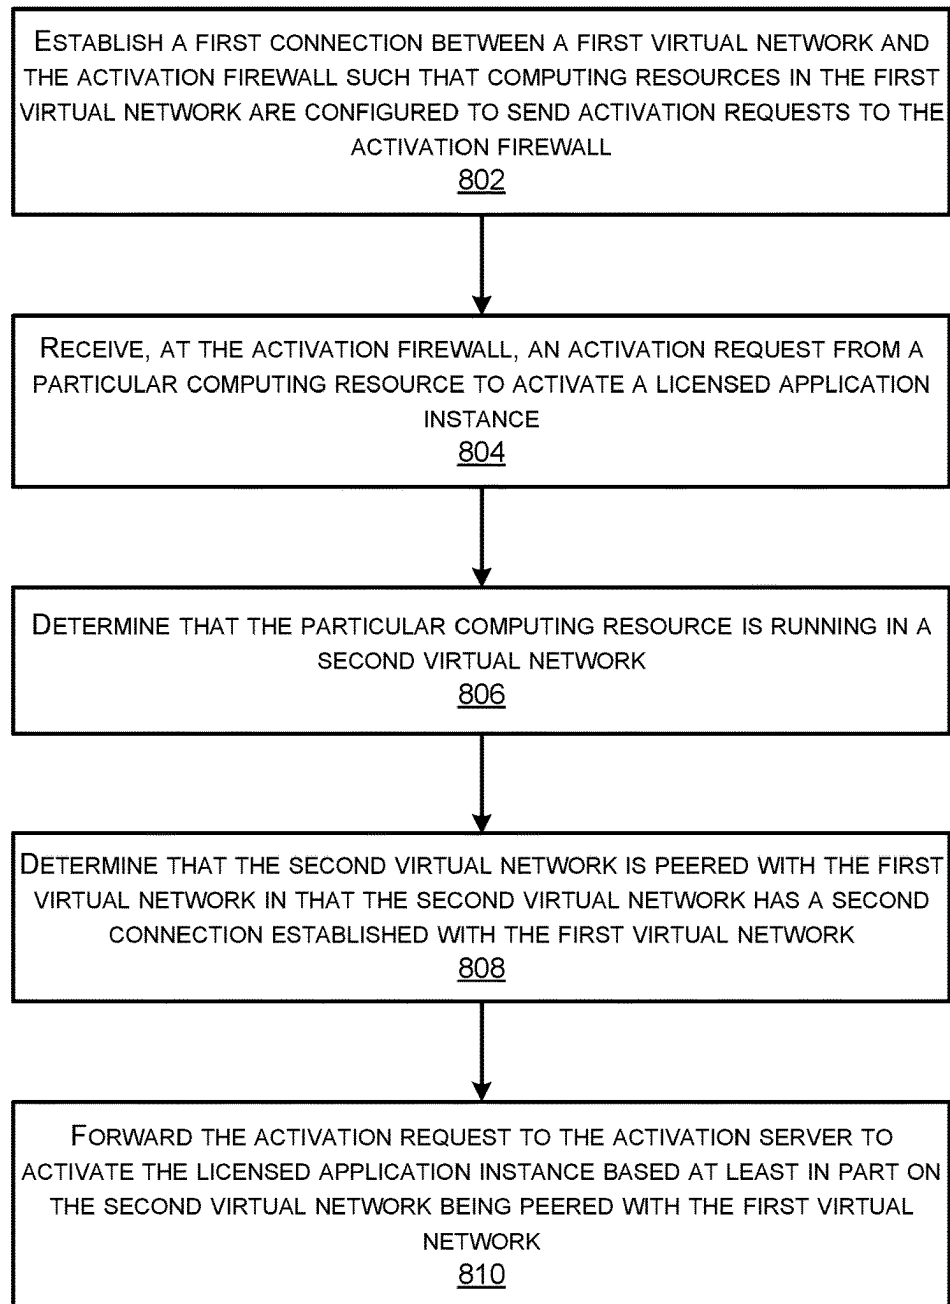 ESTABLISH A FIRST CONNECTION BETWEEN A FIRST VIRTUAL NETWORK AND
THE ACTIVATION FIREWALL SUCH THAT COMPUTING RESOURCES IN THE FIRST
VIRTUAL NETWORK ARE CONFIGURED TO SEND ACTIVATION REQUESTS TO THE
ACTIVATION FIREWALL
802
RECEIVE, AT THE ACTIVATION FIREWALL, AN ACTIVATION REQUEST FROM A
PARTICULAR COMPUTING RESOURCE TO ACTIVATE A LICENSED APPLICATION
INSTANCE
804
DETERMINE THAT THE PARTICULAR COMPUTING RESOURCE IS RUNNING IN A
SECOND VIRTUAL NETWORK
806
DETERMINE THAT THE SECOND VIRTUAL NETWORK IS PEERED WITH THE FIRST
VIRTUAL NETWORK IN THAT THE SECOND VIRTUAL NETWORK HAS A SECOND
CONNECTION ESTABLISHED WITH THE FIRST VIRTUAL NETWORK
808
FORWARD THE ACTIVATION REQUEST TO THE ACTIVATION SERVER TO
ACTIVATE THE LICENSED APPLICATION INSTANCE BASED AT LEAST IN PART ON
THE SECOND VIRTUAL NETWORK BEING PEERED WITH THE FIRST VIRTUAL
NETWORK
810